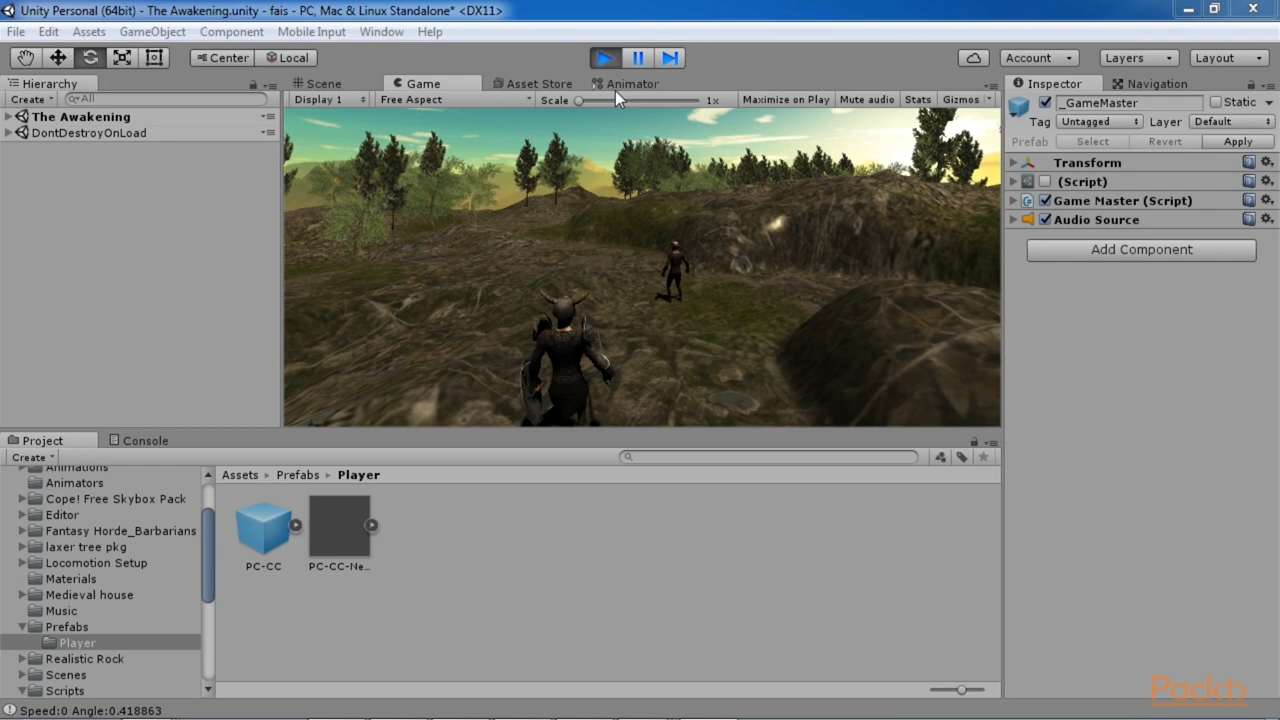 Unity Personal (64bit) - The Awakening.unity - fais - PC, Mac & Linux Standalone* <DX11>
File Edit Assets GameObject Component Mobile Input Window Help
Center Local Account Layers Layout
Hierarchy Scene Game Asset Store Animator Inspector Navigation
Create All Display 1 Free Aspect Scale 1x Maximize on Play Mute audio Stats Gizmos _GameMaster Static
The Awakening
Tag Untagged Layer Default
DontDestroyOnLoad
Prefab Select Revert Apply
Transform
(Script)
Game Master (Script)
Audio Source
Add Component
Project Console
Create
Animations
Assets Prefabs Player
Animators
Cope! Free Skybox Pack
Editor
Fantasy Horde_Barbarians
laxer tree pkg
Locomotion Setup
PC-CC PC-CC-Ne...
Materials
Medieval house
Music
Prefabs
Player
Realistic Rock
Scenes
Scripts
Packt
Speed:0 Angle:0.418863